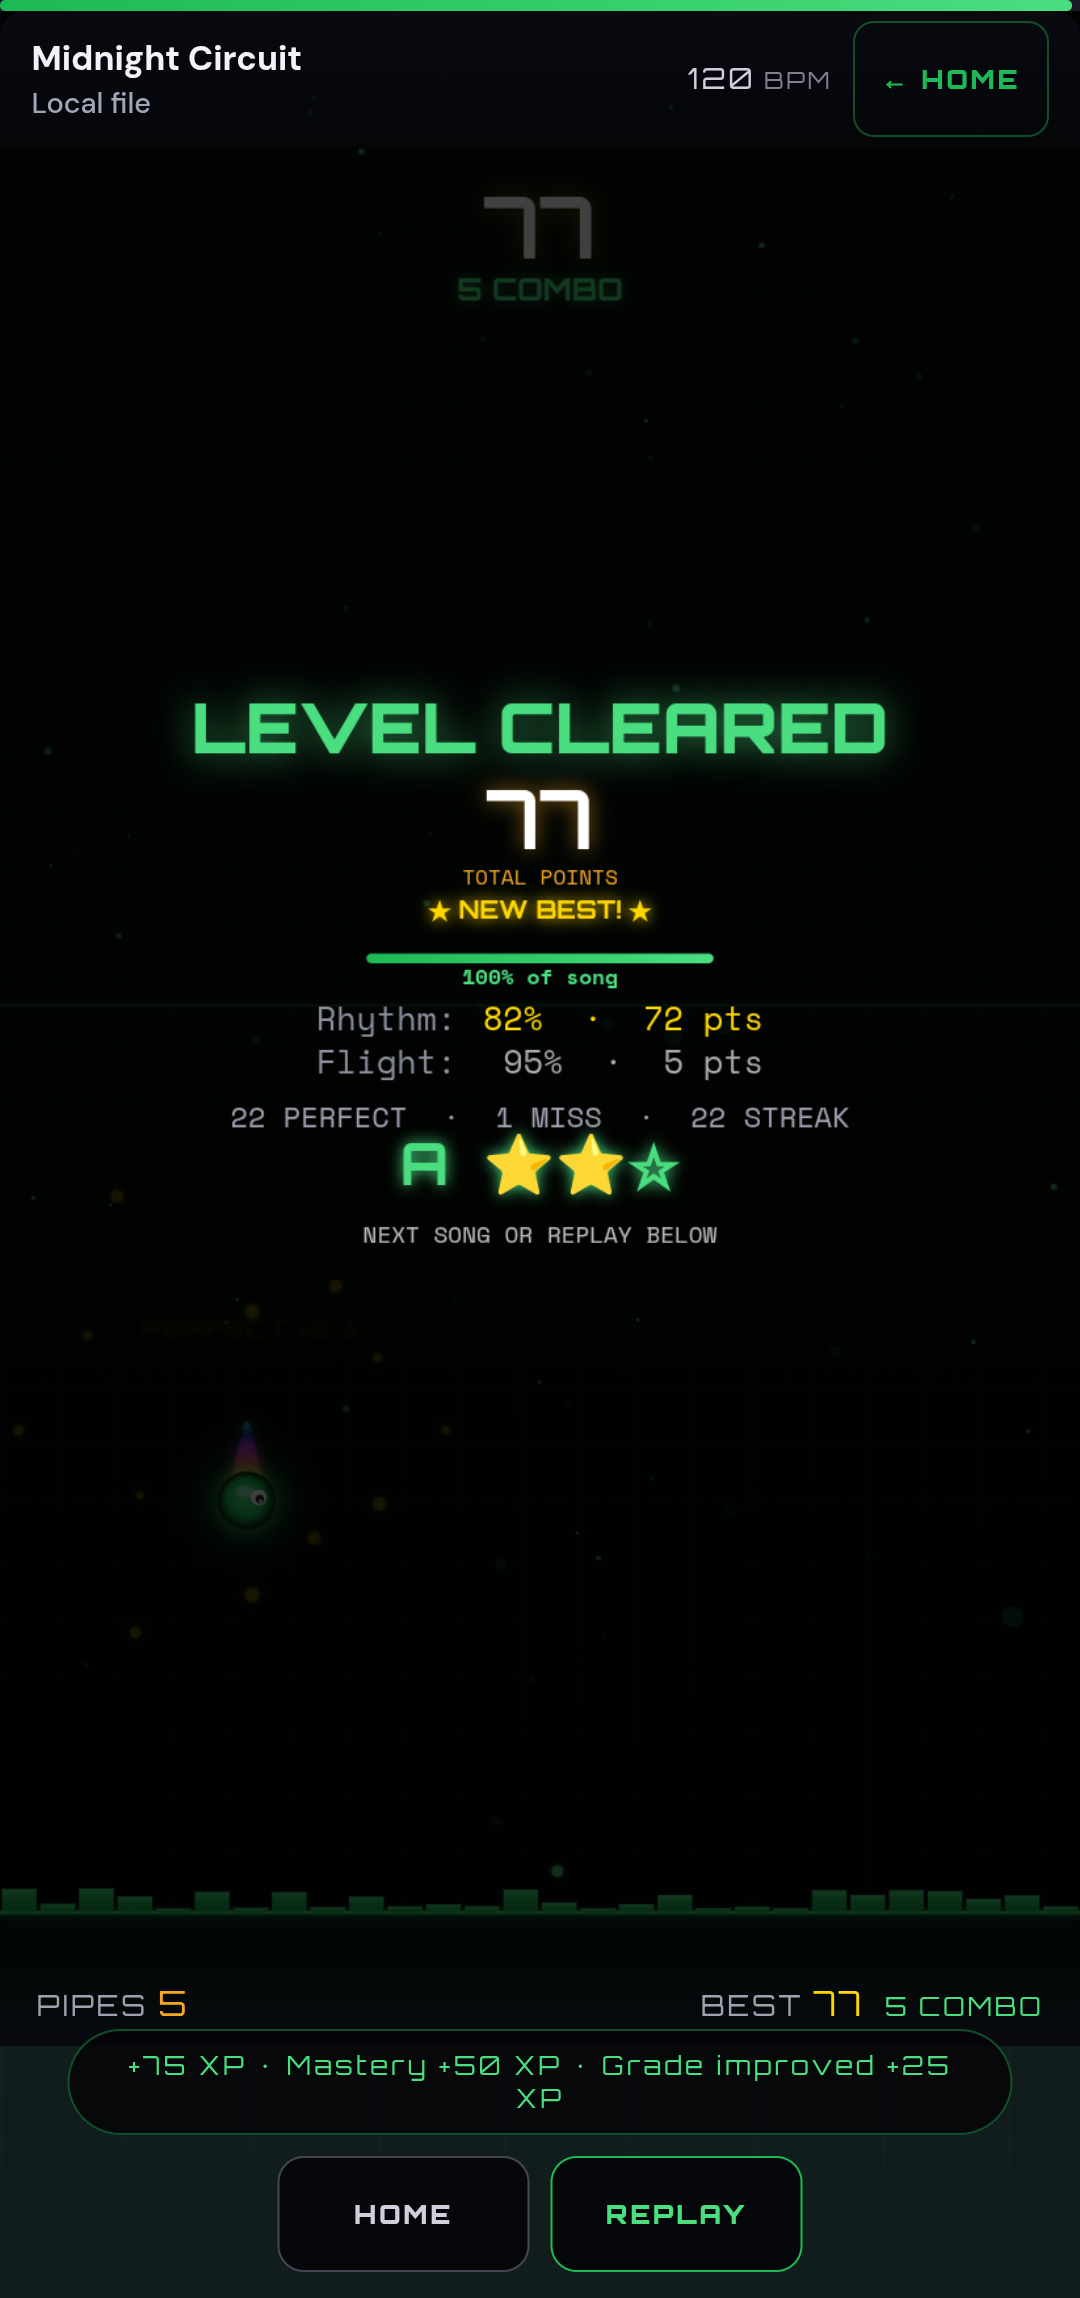 Midnight Circuit
Local file
120 BPM
← HOME
77
5 COMBO
LEVEL CLEARED
77
TOTAL POINTS
★ NEW BEST! ★
100% of song
Rhythm: 82% · 72 pts
Flight: 95% · 5 pts
22 PERFECT · 1 MISS · 22 STREAK
A ⭐⭐☆
NEXT SONG OR REPLAY BELOW
PIPES 5
BEST 77 5 COMBO
+75 XP · Mastery +50 XP · Grade improved +25
XP
HOME
REPLAY